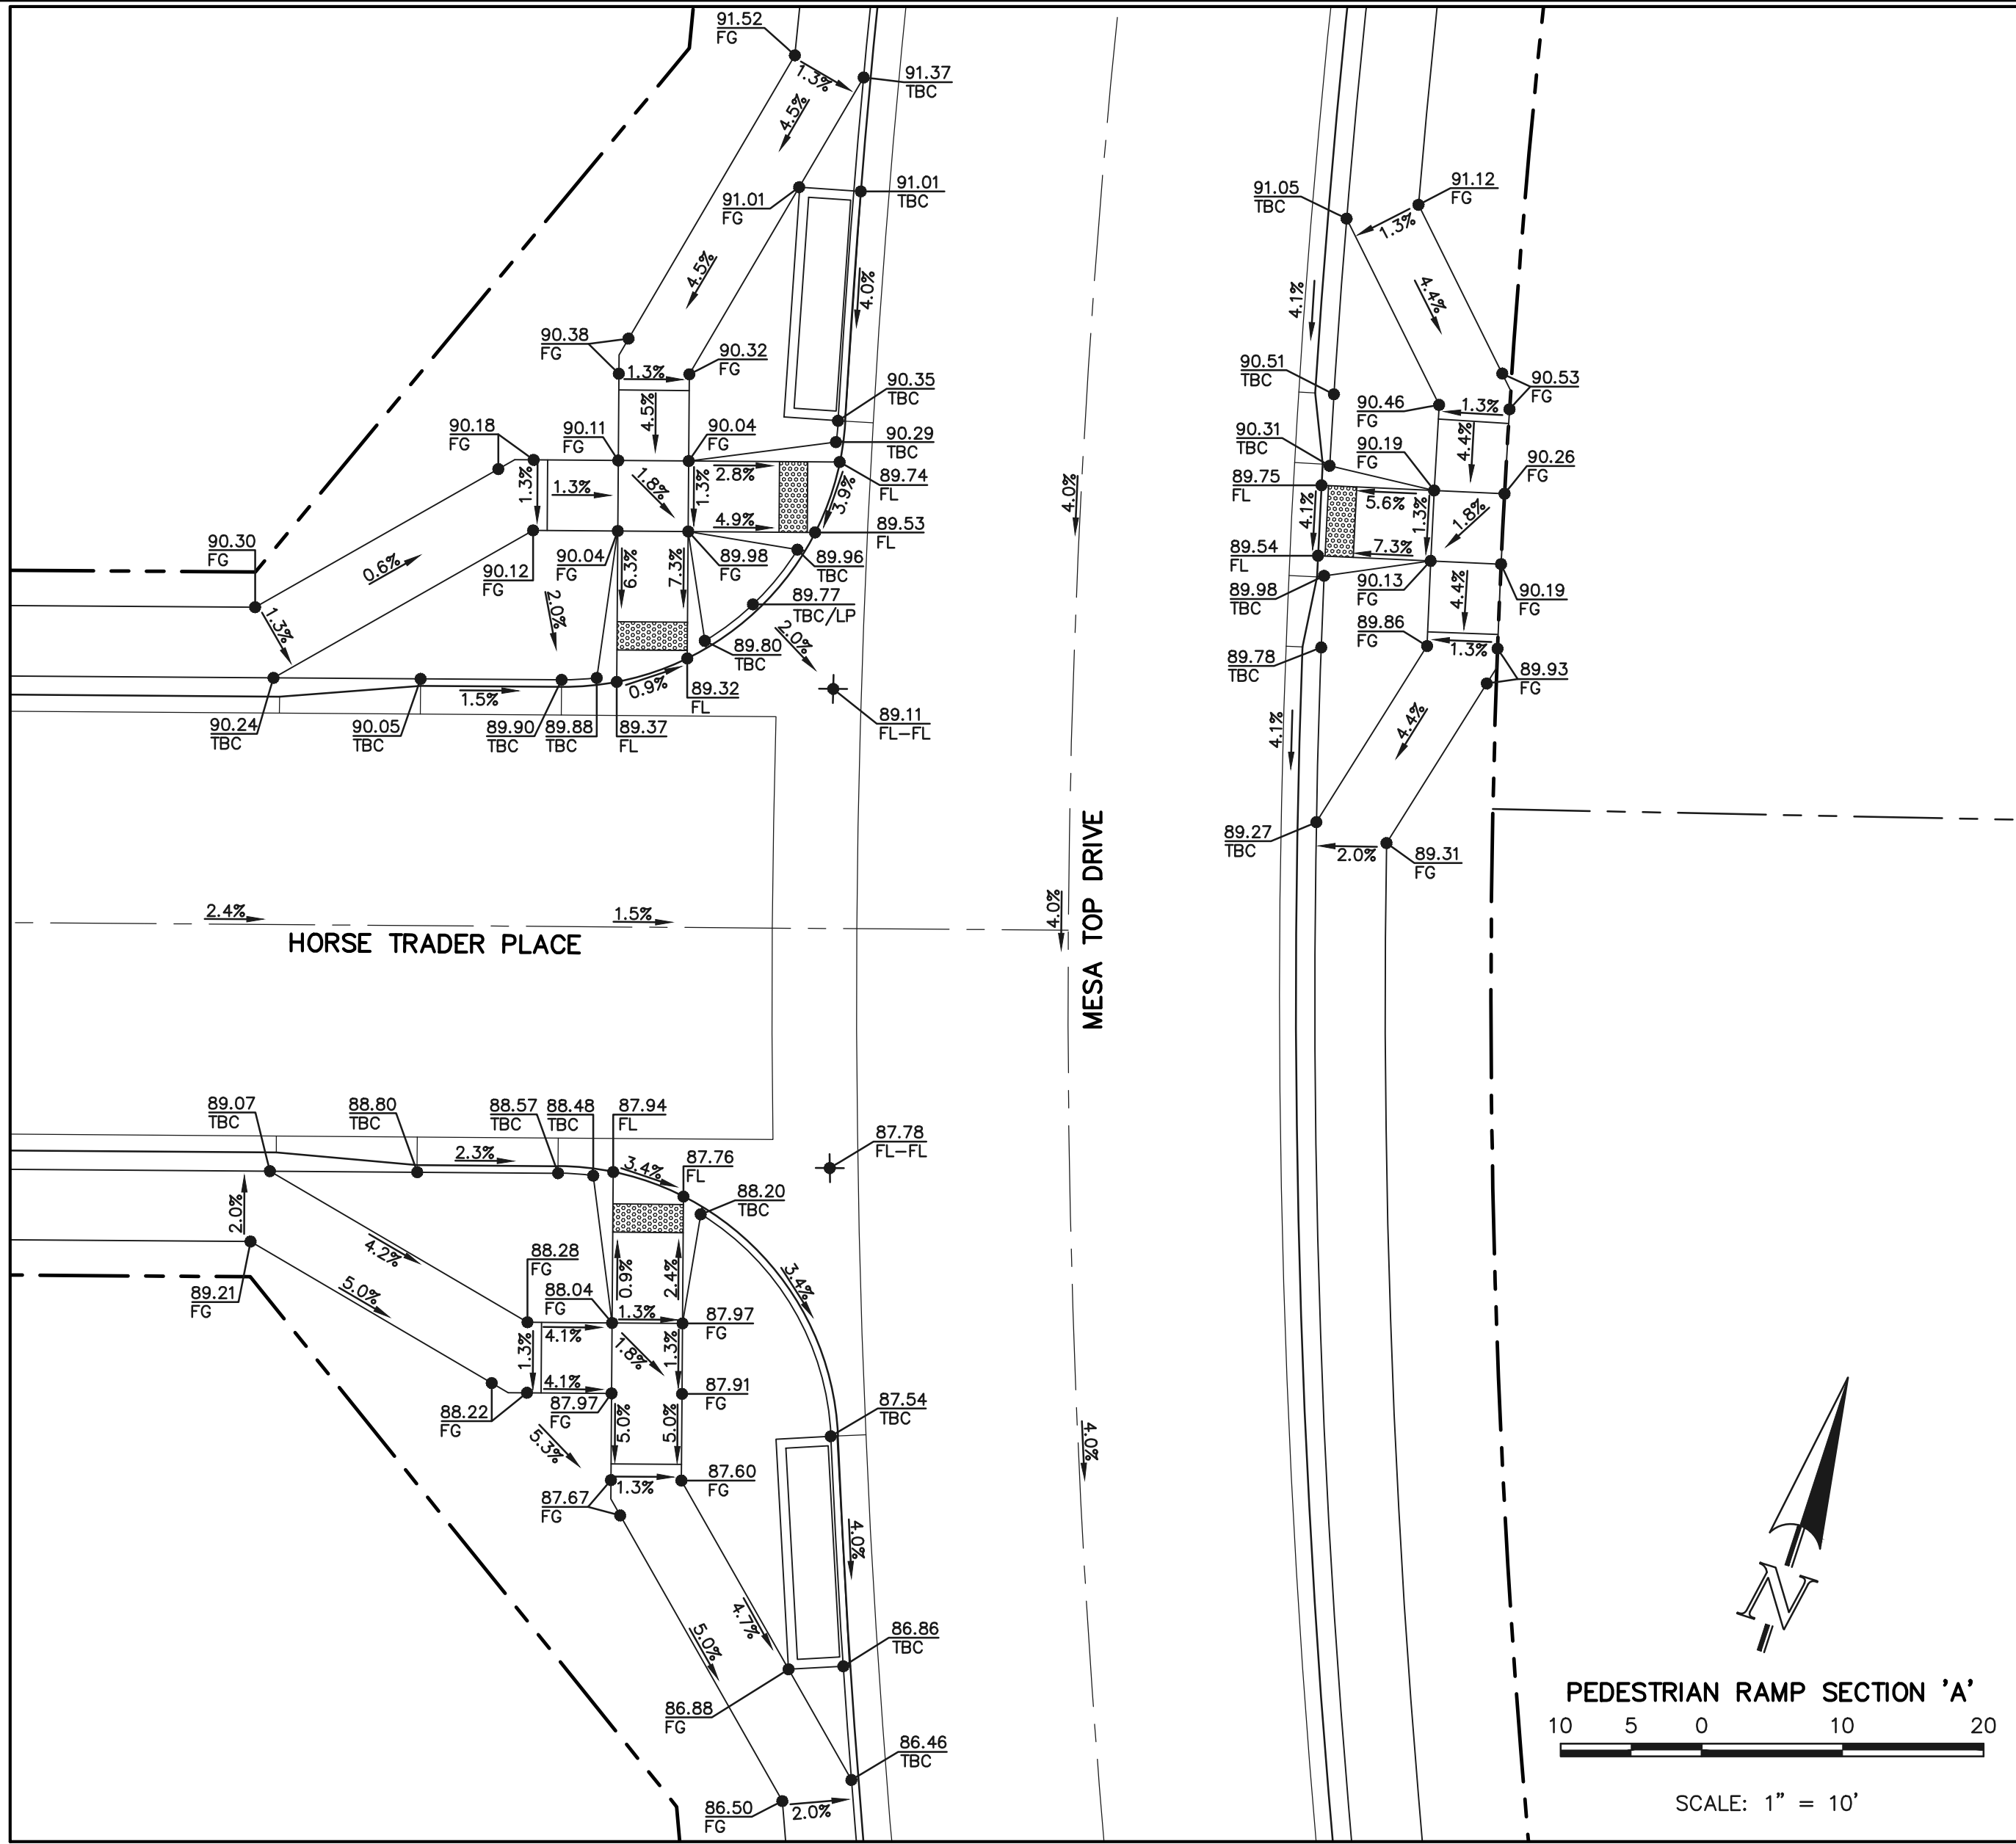 91.52
FG
1.3%
91.37
TBC
4.5%
91.01
FG
91.01
TBC
4.5%
4.0%
90.38
FG
90.32
FG
1.3%
4.5%
90.35
TBC
90.18
FG
90.11
FG
90.04
FG
90.29
TBC
1.3%
1.3%
1.8%
1.3%
2.8%
4.9%
3.9%
89.74
FL
89.53
FL
90.30
FG
0.6%
1.3%
90.12
FG
90.04
FG
6.3%
7.3%
89.98
FG
89.96
TBC
2.0%
89.77
TBC/LP
2.0%
89.80
TBC
0.9%
89.32
FL
1.5%
90.24
TBC
90.05
TBC
89.90
TBC
89.88
TBC
89.37
FL
89.11
FL-FL
4.0%
91.05
TBC
91.12
FG
1.3%
4.1%
4.4%
90.51
TBC
90.53
FG
90.46
FG
1.3%
4.4%
90.31
TBC
90.19
FG
90.26
FG
89.75
FL
4.1%
5.6%
1.3%
1.8%
7.3%
89.54
FL
90.13
FG
90.19
FG
89.98
TBC
4.4%
89.86
FG
1.3%
89.78
TBC
89.93
FG
4.1%
4.4%
89.27
TBC
2.0%
89.31
FG
2.4%
1.5%
4.0%
HORSE TRADER PLACE
MESA TOP DRIVE
89.07
TBC
88.80
TBC
88.57
TBC
88.48
TBC
87.94
FL
2.3%
3.4%
87.76
FL
87.78
FL-FL
88.20
TBC
2.0%
4.2%
88.28
FG
0.9%
2.4%
3.4%
89.21
FG
5.0%
88.04
FG
1.3%
87.97
FG
4.1%
1.3%
1.8%
1.3%
4.1%
87.97
FG
87.91
FG
88.22
FG
5.3%
5.0%
5.0%
87.54
TBC
4.0%
1.3%
87.60
FG
87.67
FG
4.0%
5.0%
4.7%
86.86
TBC
86.88
FG
86.46
TBC
86.50
FG
2.0%
N
PEDESTRIAN RAMP SECTION 'A'
10 5 0 10 20
SCALE: 1" = 10'